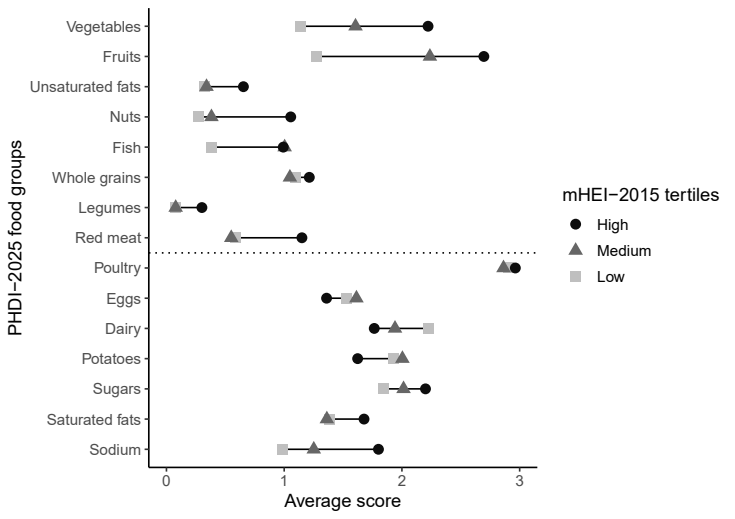 PHDI−2025 food groups
Vegetables
Fruits
Unsaturated fats
Nuts
Fish
Whole grains
Legumes
Red meat
Poultry
Eggs
Dairy
Potatoes
Sugars
Saturated fats
Sodium
0 1 2 3
Average score
mHEI−2015 tertiles
High
Medium
Low